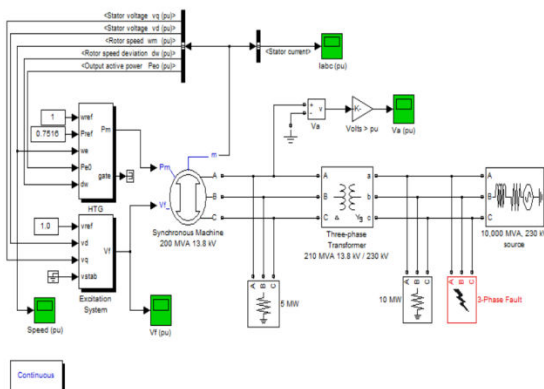 <Stator voltage vq (pu)>
<Stator voltage vd (pu)>
<Rotor speed wm (pu)>
<Rotor speed deviation dw (pu)>
<Output active power Peo (pu)>
<Stator current>
Iabc (pu)
1
0.7516
wref
Pref
we
Pe0
dw
Pm
gate
HTG
+
-
v
Va
-K-
Volts > pu
Va (pu)
m
Pm
Vf_
A
B
C
Synchronous Machine
200 MVA 13.8 kV
A
B
C
a
b
c
Three-phase
Transformer
210 MVA 13.8 kV / 230 kV
A
B
C
10,000 MVA, 230 kV
source
1.0
vref
vd
vq
vstab
Vf
Excitation
System
Speed (pu)
Vf (pu)
A B C
5 MW
A B C
10 MW
A B C
3-Phase Fault
Continuous